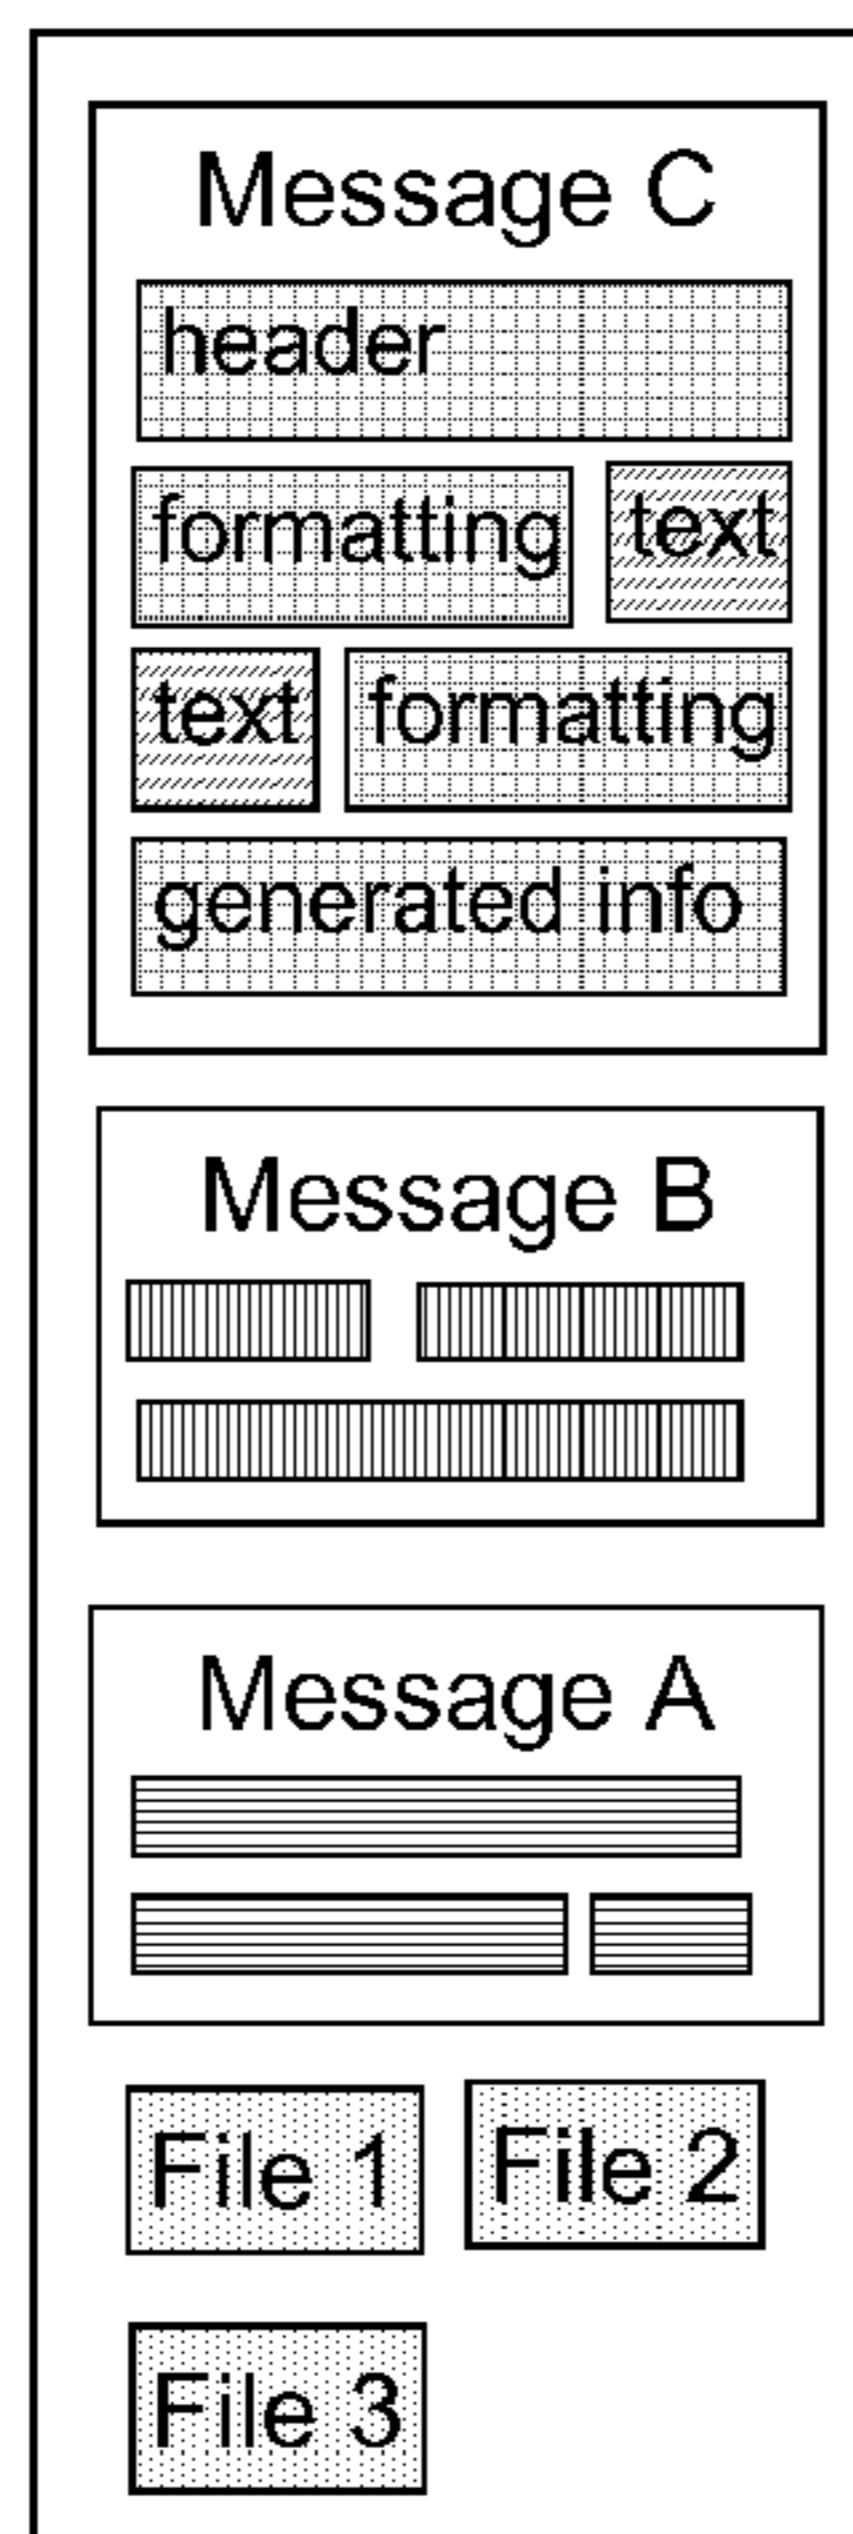 Message C
header
formatting text
text formatting
generated info
Message B
Message A
File 1 File 2
File 3